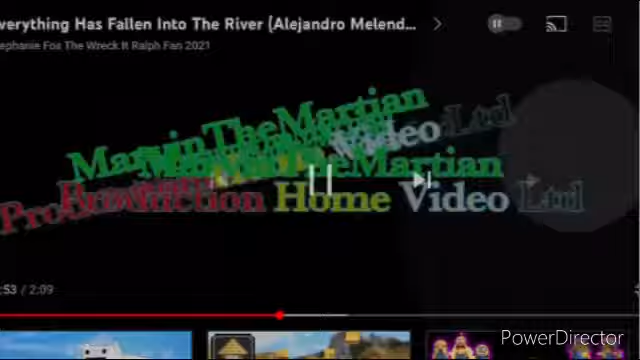 verything Has Fallen Into The River (Alejandro Melend...
ephanie Foa The Wreck It Ralph Fan 2021
MarvinTheMartian
Video Ltd
MarvinTheMartian
Production Home Video Ltd
:53 / 2:09
PowerDirector